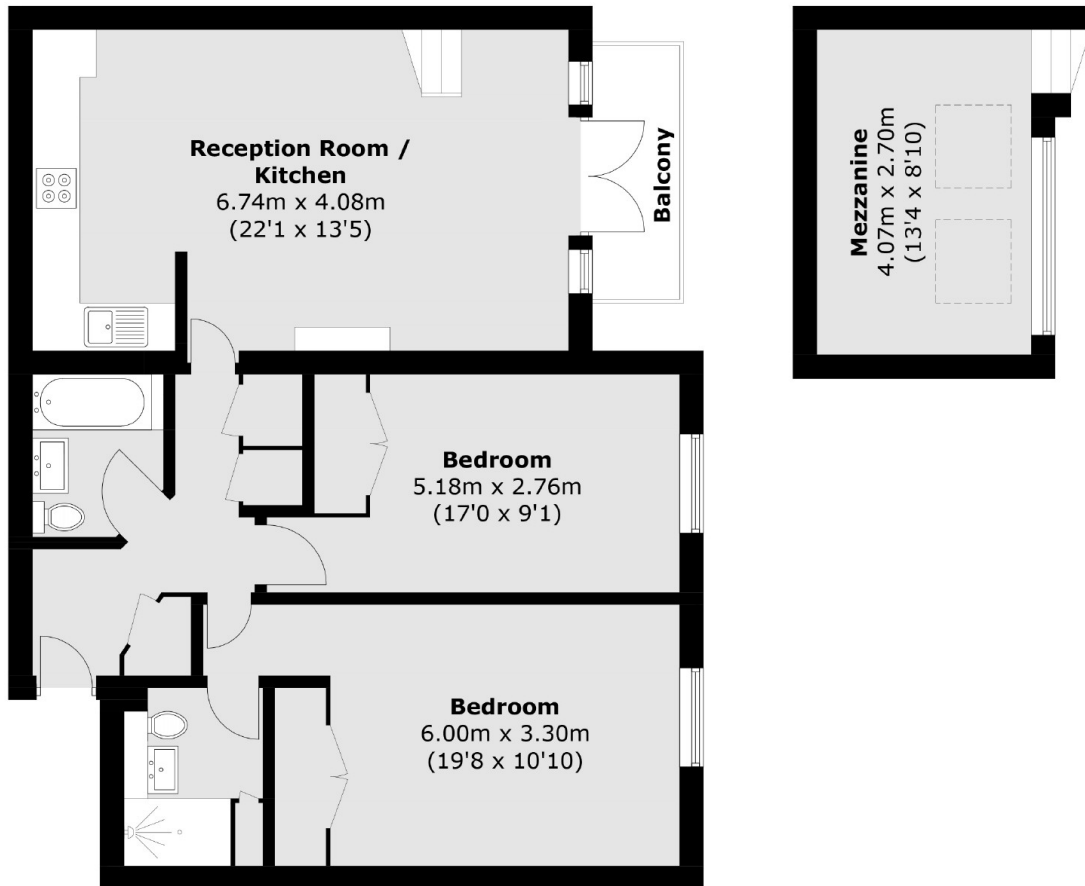 Reception Room /
Kitchen
6.74m x 4.08m
(22'1 x 13'5)
Balcony
Mezzanine
4.07m x 2.70m
(13'4 x 8'10)
Bedroom
5.18m x 2.76m
(17'0 x 9'1)
Bedroom
6.00m x 3.30m
(19'8 x 10'10)